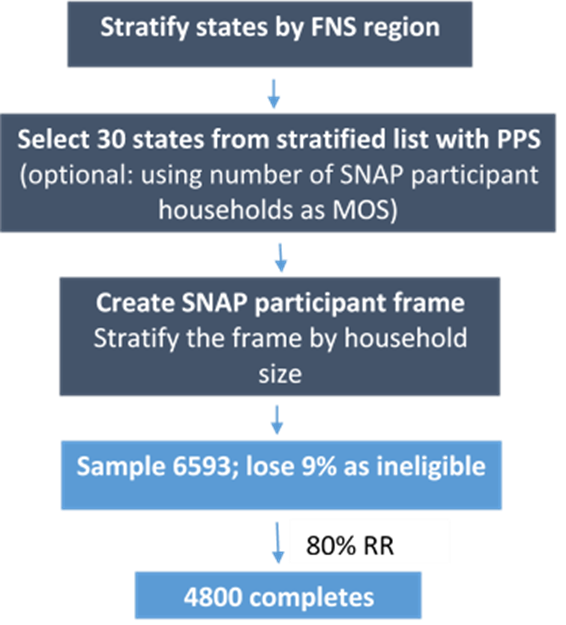 Stratify states by FNS region
Select 30 states from stratified list with PPS
(optional: using number of SNAP participant
households as MOS)
Create SNAP participant frame
Stratify the frame by household
size
Sample 6593; lose 9% as ineligible
80% RR
4800 completes